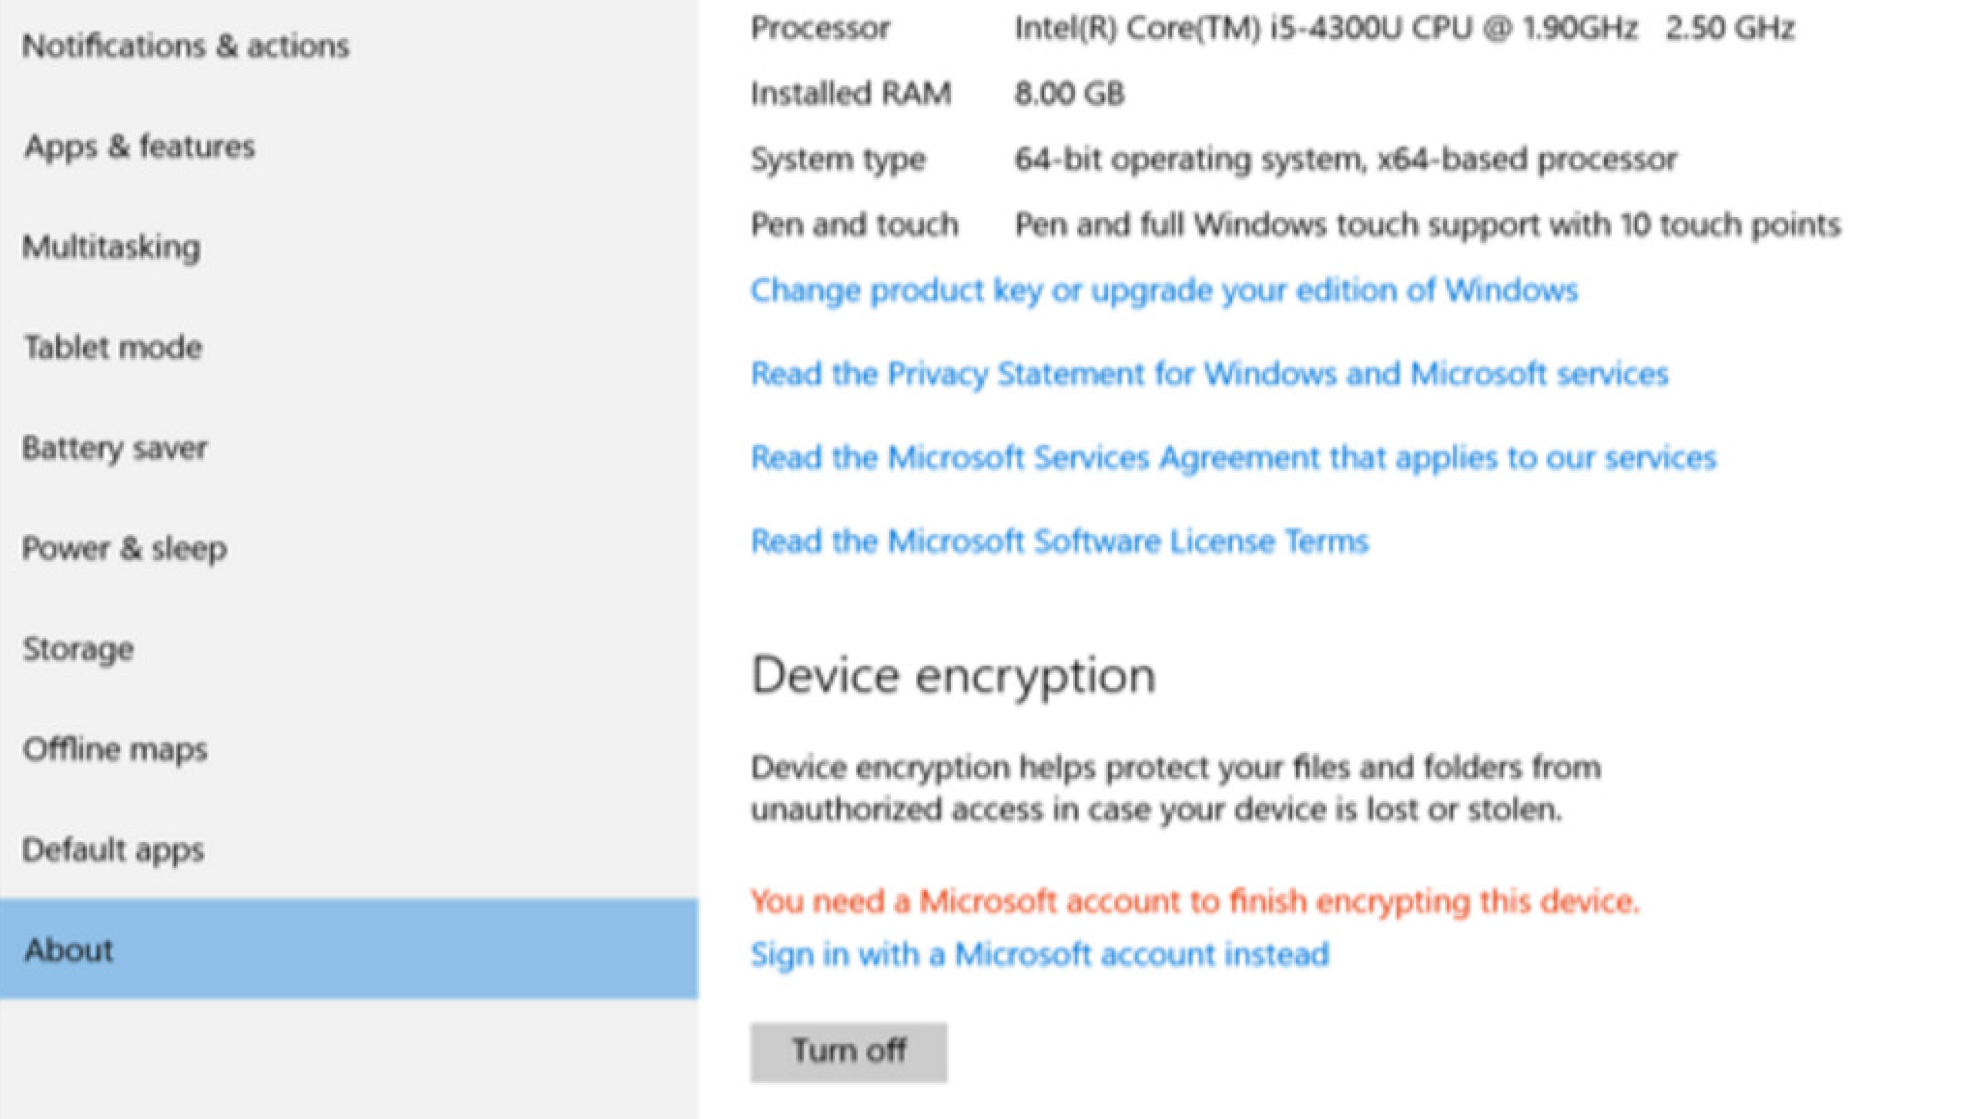 Notifications & actions
Apps & features
Multitasking
Tablet mode
Battery saver
Power & sleep
Storage
Offline maps
Default apps
About
Processor Intel(R) Core(TM) i5-4300U CPU @ 1.90GHz 2.50 GHz
Installed RAM 8.00 GB
System type 64-bit operating system, x64-based processor
Pen and touch Pen and full Windows touch support with 10 touch points
Change product key or upgrade your edition of Windows
Read the Privacy Statement for Windows and Microsoft services
Read the Microsoft Services Agreement that applies to our services
Read the Microsoft Software License Terms
Device encryption
Device encryption helps protect your files and folders from
unauthorized access in case your device is lost or stolen.
You need a Microsoft account to finish encrypting this device.
Sign in with a Microsoft account instead
Turn off